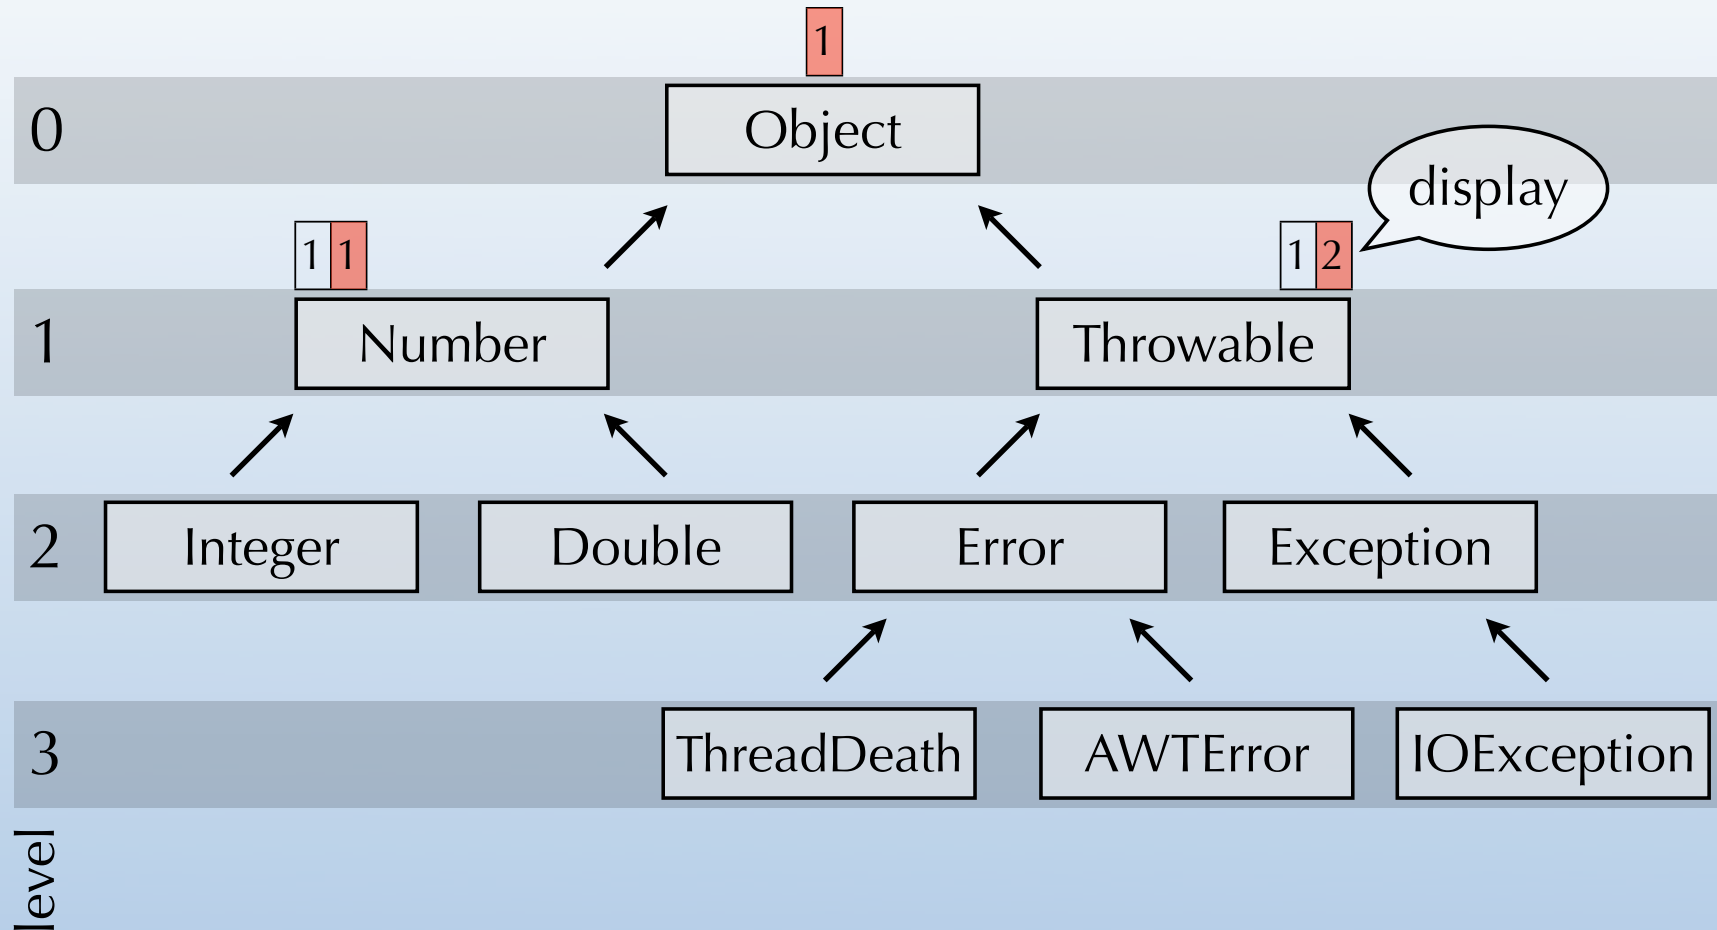 1
0
Object
display
1 1
1 2
1
Number
Throwable
2
Integer
Double
Error
Exception
3
ThreadDeath
AWTError
IOException
level